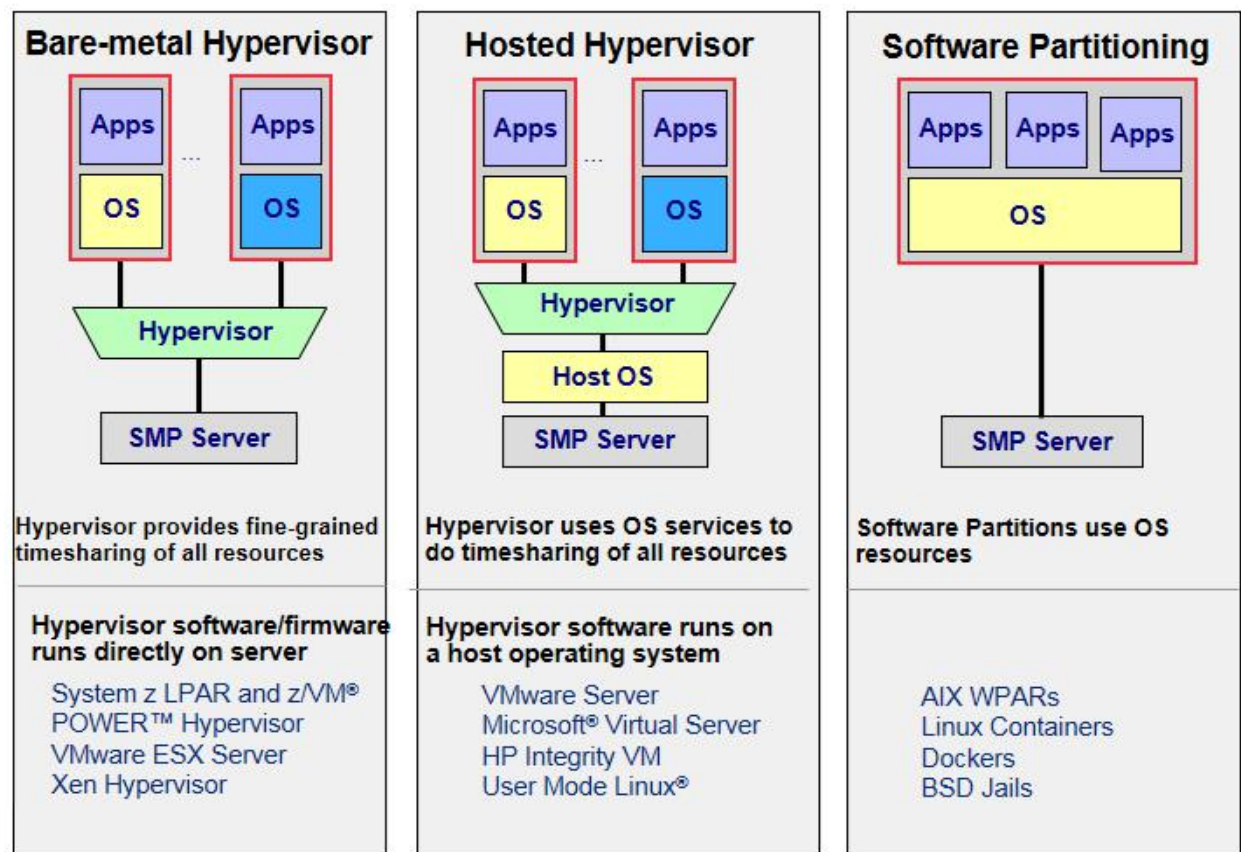 Bare-metal Hypervisor
Apps
...
Apps
OS
OS
Hypervisor
SMP Server
Hypervisor provides fine-grained
timesharing of all resources
Hypervisor software/firmware
runs directly on server
System z LPAR and z/VM®
POWER™ Hypervisor
VMware ESX Server
Xen Hypervisor
Hosted Hypervisor
Apps
...
Apps
OS
OS
Hypervisor
Host OS
SMP Server
Hypervisor uses OS services to
do timesharing of all resources
Hypervisor software runs on
a host operating system
VMware Server
Microsoft® Virtual Server
HP Integrity VM
User Mode Linux®
Software Partitioning
Apps
Apps
Apps
OS
SMP Server
Software Partitions use OS
resources
AIX WPARs
Linux Containers
Dockers
BSD Jails